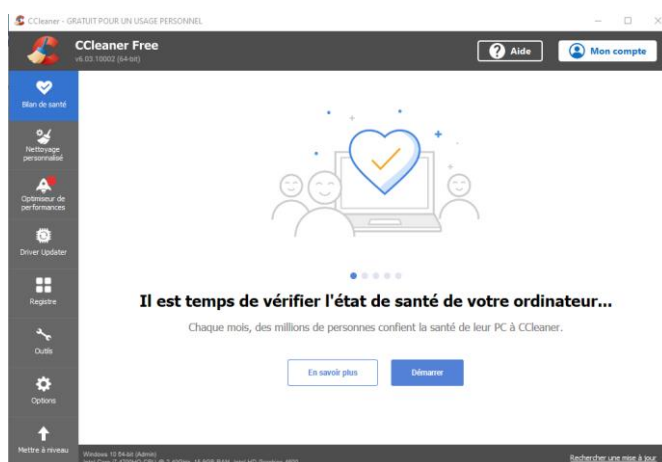 CCleaner - GRATUIT POUR UN USAGE PERSONNEL
CCleaner Free
v6.03.10002 (64-bit)
Aide
Mon compte
Bilan de santé
Nettoyage
personnalisé
Optimiseur de
performances
Driver Updater
Registre
Outils
Options
Mettre à niveau
Il est temps de vérifier l'état de santé de votre ordinateur...
Chaque mois, des millions de personnes confient la santé de leur PC à CCleaner.
En savoir plus
Démarrer
Windows 10 64-bit (Admin)
Rechercher une mise à jour